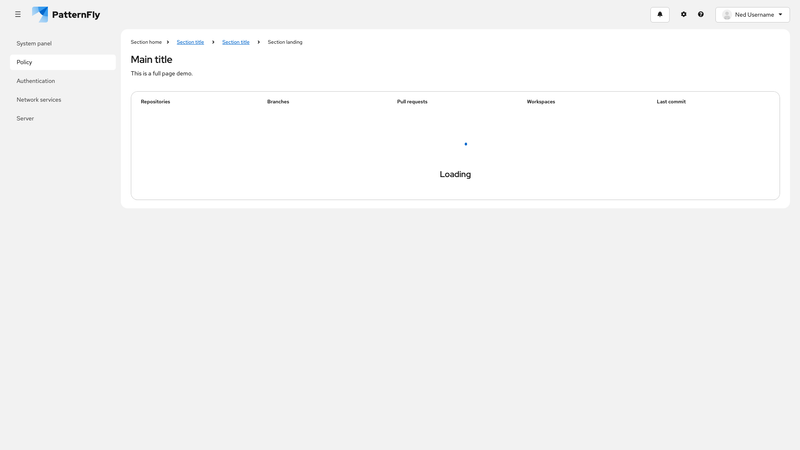 PatternFly
Ned Username
System panel
Policy
Authentication
Network services
Server
Section home
Section title
Section title
Section landing
Main title
This is a full page demo.
Repositories Branches Pull requests Workspaces Last commit
Loading